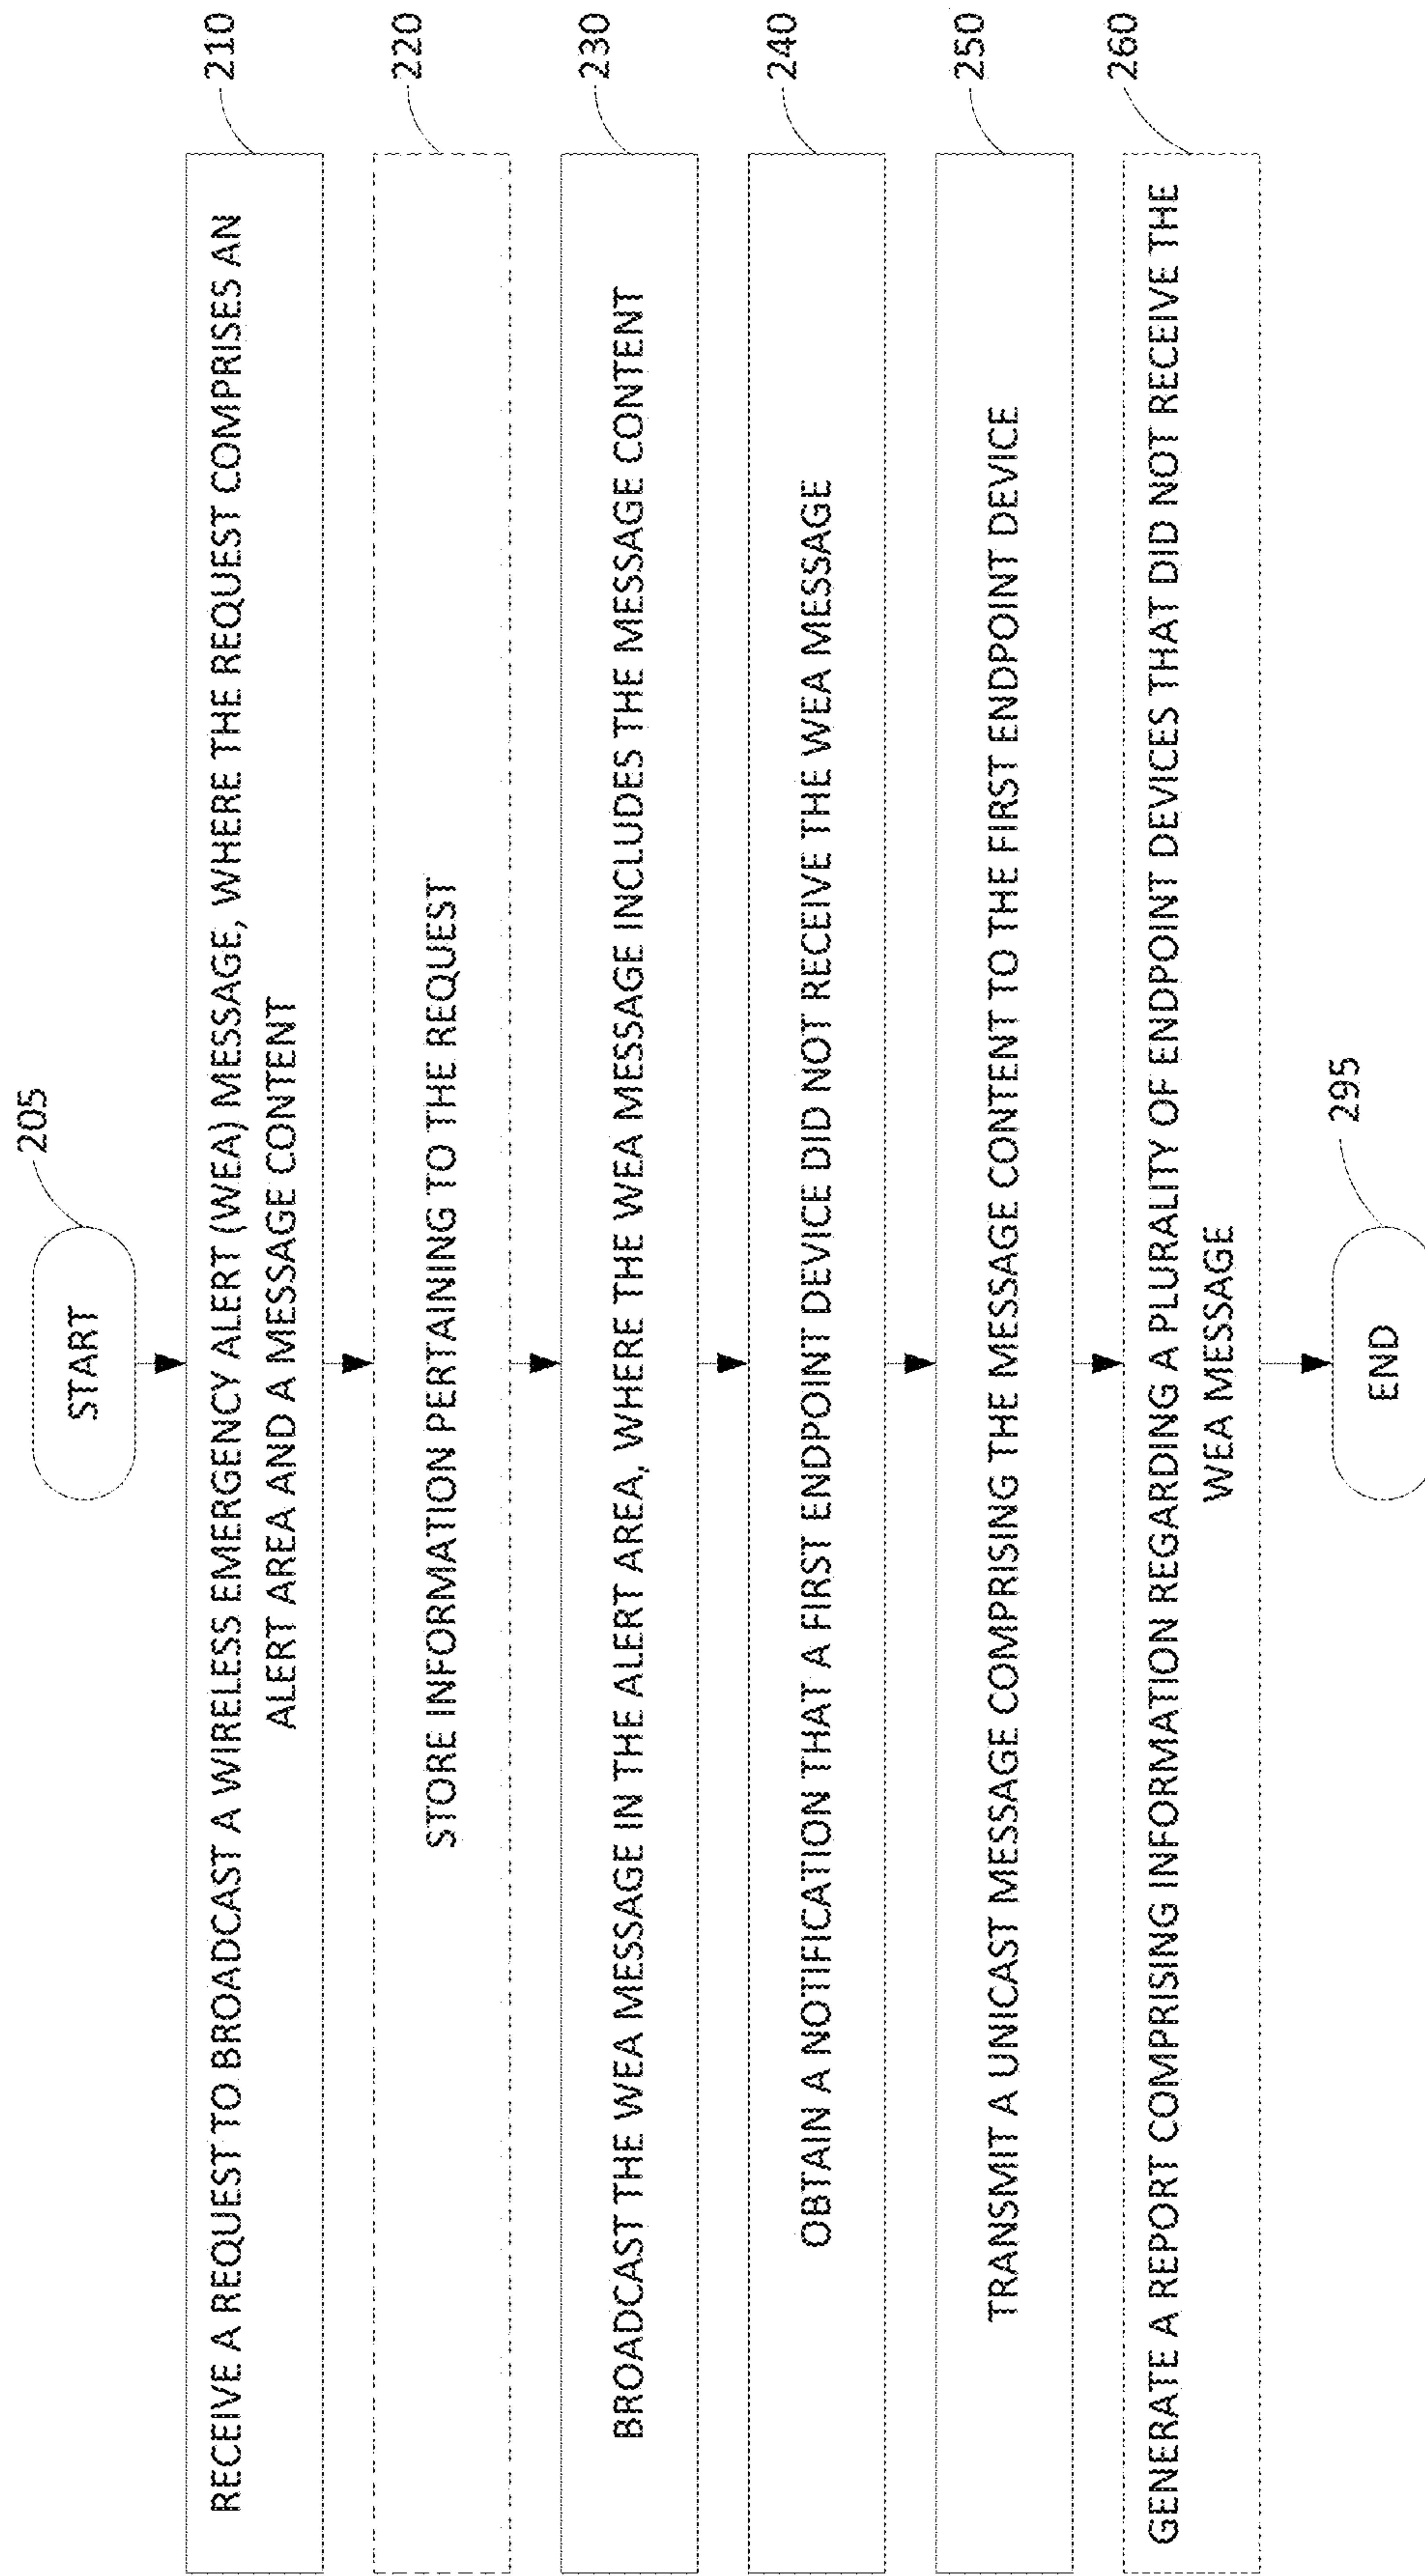 START
205
RECEIVE A REQUEST TO BROADCAST A WIRELESS EMERGENCY ALERT (WEA) MESSAGE, WHERE THE REQUEST COMPRISES AN
ALERT AREA AND A MESSAGE CONTENT
210
STORE INFORMATION PERTAINING TO THE REQUEST
220
BROADCAST THE WEA MESSAGE IN THE ALERT AREA, WHERE THE WEA MESSAGE INCLUDES THE MESSAGE CONTENT
230
OBTAIN A NOTIFICATION THAT A FIRST ENDPOINT DEVICE DID NOT RECEIVE THE WEA MESSAGE
240
TRANSMIT A UNICAST MESSAGE COMPRISING THE MESSAGE CONTENT TO THE FIRST ENDPOINT DEVICE
250
GENERATE A REPORT COMPRISING INFORMATION REGARDING A PLURALITY OF ENDPOINT DEVICES THAT DID NOT RECEIVE THE
WEA MESSAGE
260
END
295